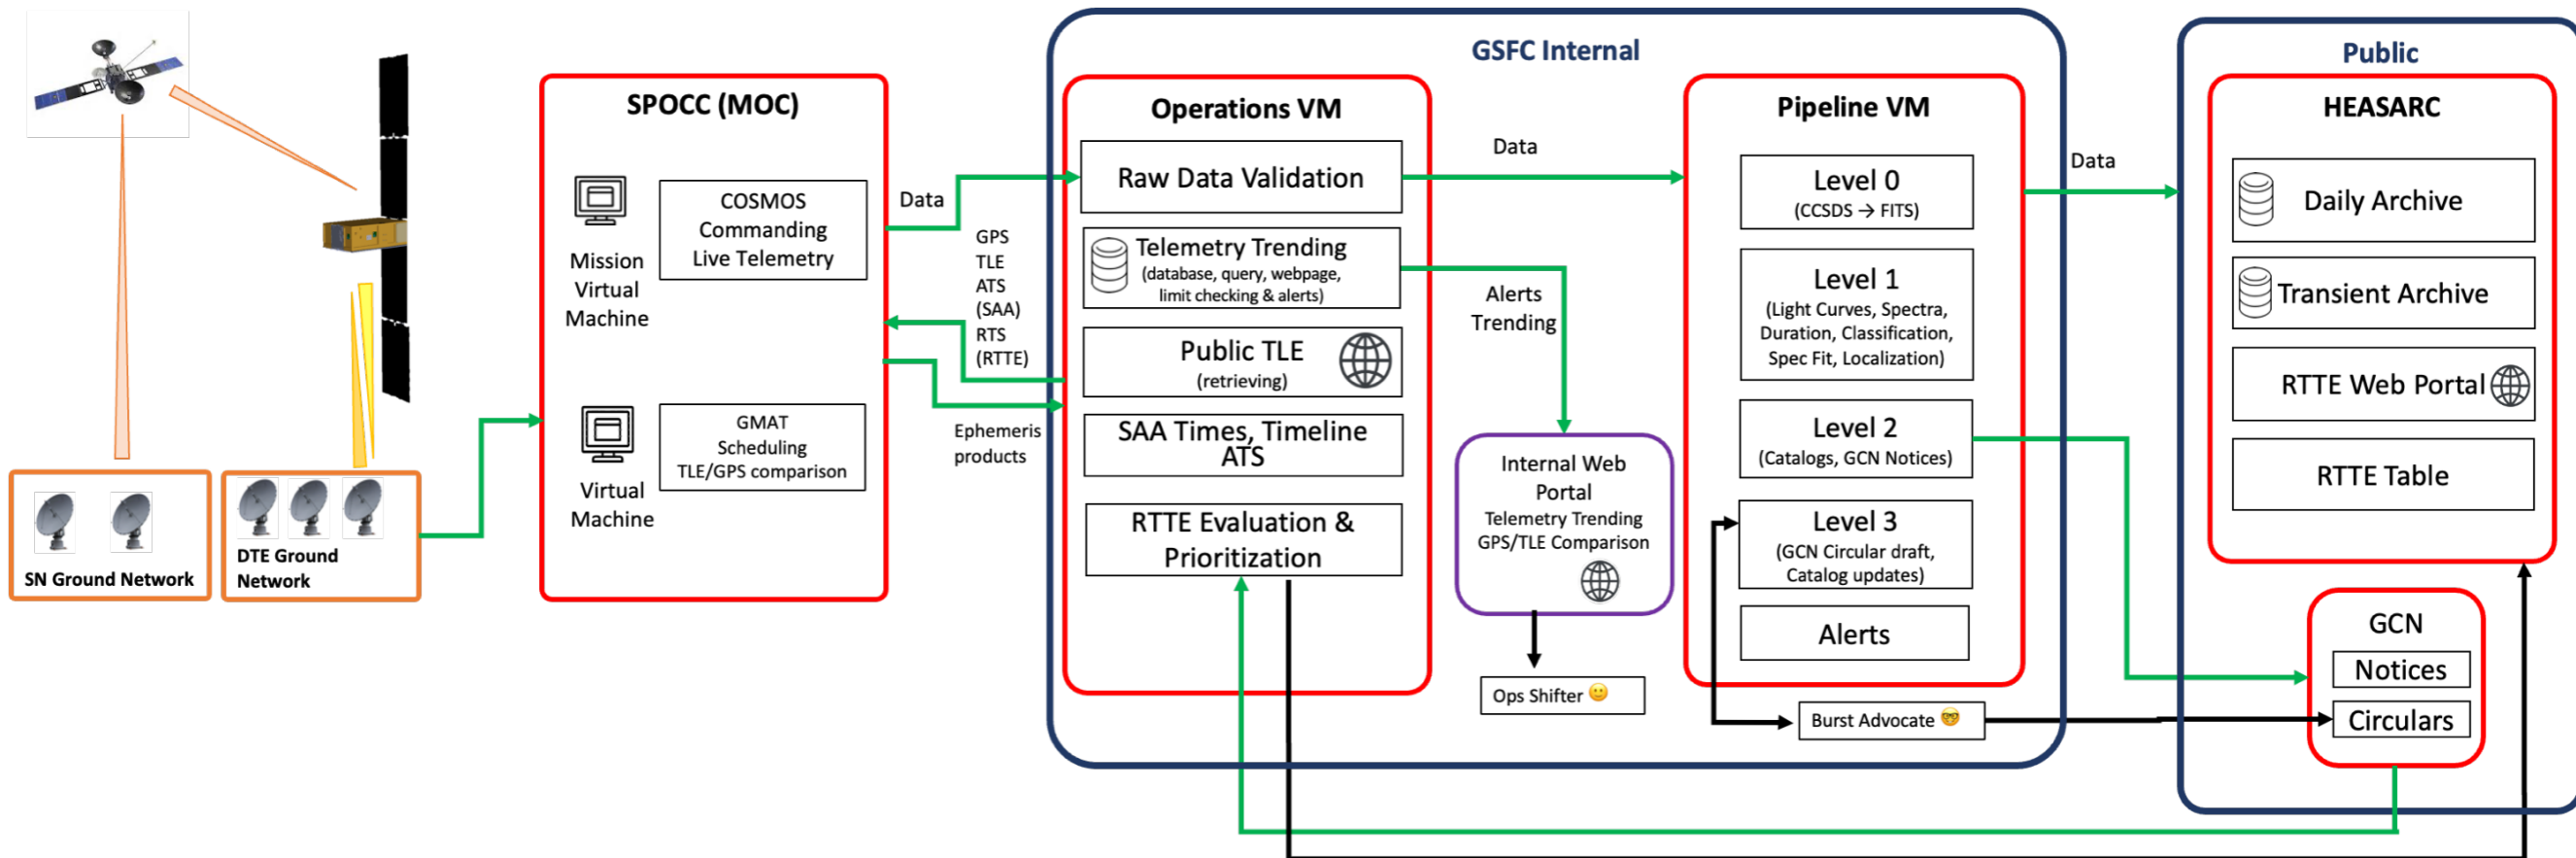 SN Ground Network
DTE Ground
Network
SPOCC (MOC)
Mission
Virtual
Machine
COSMOS
Commanding
Live Telemetry
Virtual
Machine
GMAT
Scheduling
TLE/GPS comparison
Data
GPS
TLE
ATS
(SAA)
RTS
(RTTE)
Ephemeris
products
GSFC Internal
Operations VM
Raw Data Validation
Telemetry Trending
(database, query, webpage,
limit checking & alerts)
Public TLE
(retrieving)
SAA Times, Timeline
ATS
RTTE Evaluation &
Prioritization
Data
Alerts
Trending
Internal Web
Portal
Telemetry Trending
GPS/TLE Comparison
Ops Shifter 🙂
Pipeline VM
Level 0
(CCSDS → FITS)
Level 1
(Light Curves, Spectra,
Duration, Classification,
Spec Fit, Localization)
Level 2
(Catalogs, GCN Notices)
Level 3
(GCN Circular draft,
Catalog updates)
Alerts
Burst Advocate 🤓
Data
Public
HEASARC
Daily Archive
Transient Archive
RTTE Web Portal
RTTE Table
GCN
Notices
Circulars